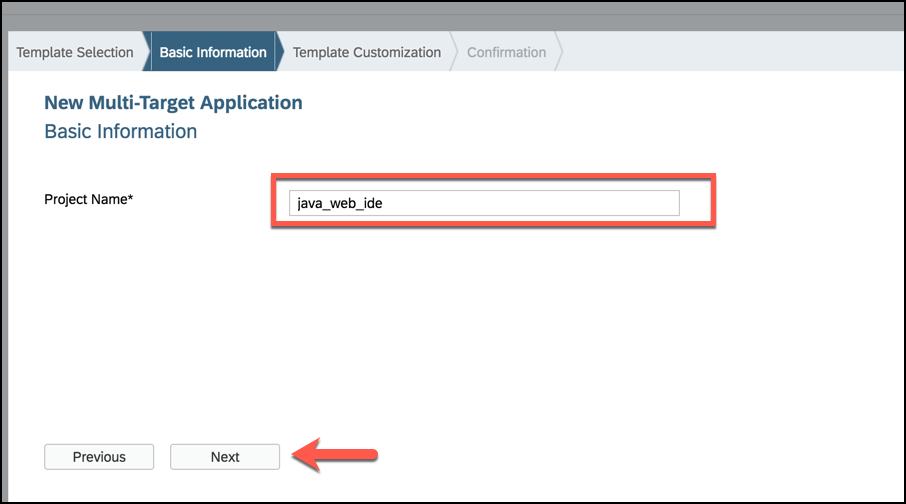 Template Selection Basic Information Template Customization Confirmation
New Multi-Target Application
Basic Information
Project Name* java_web_ide
Previous Next